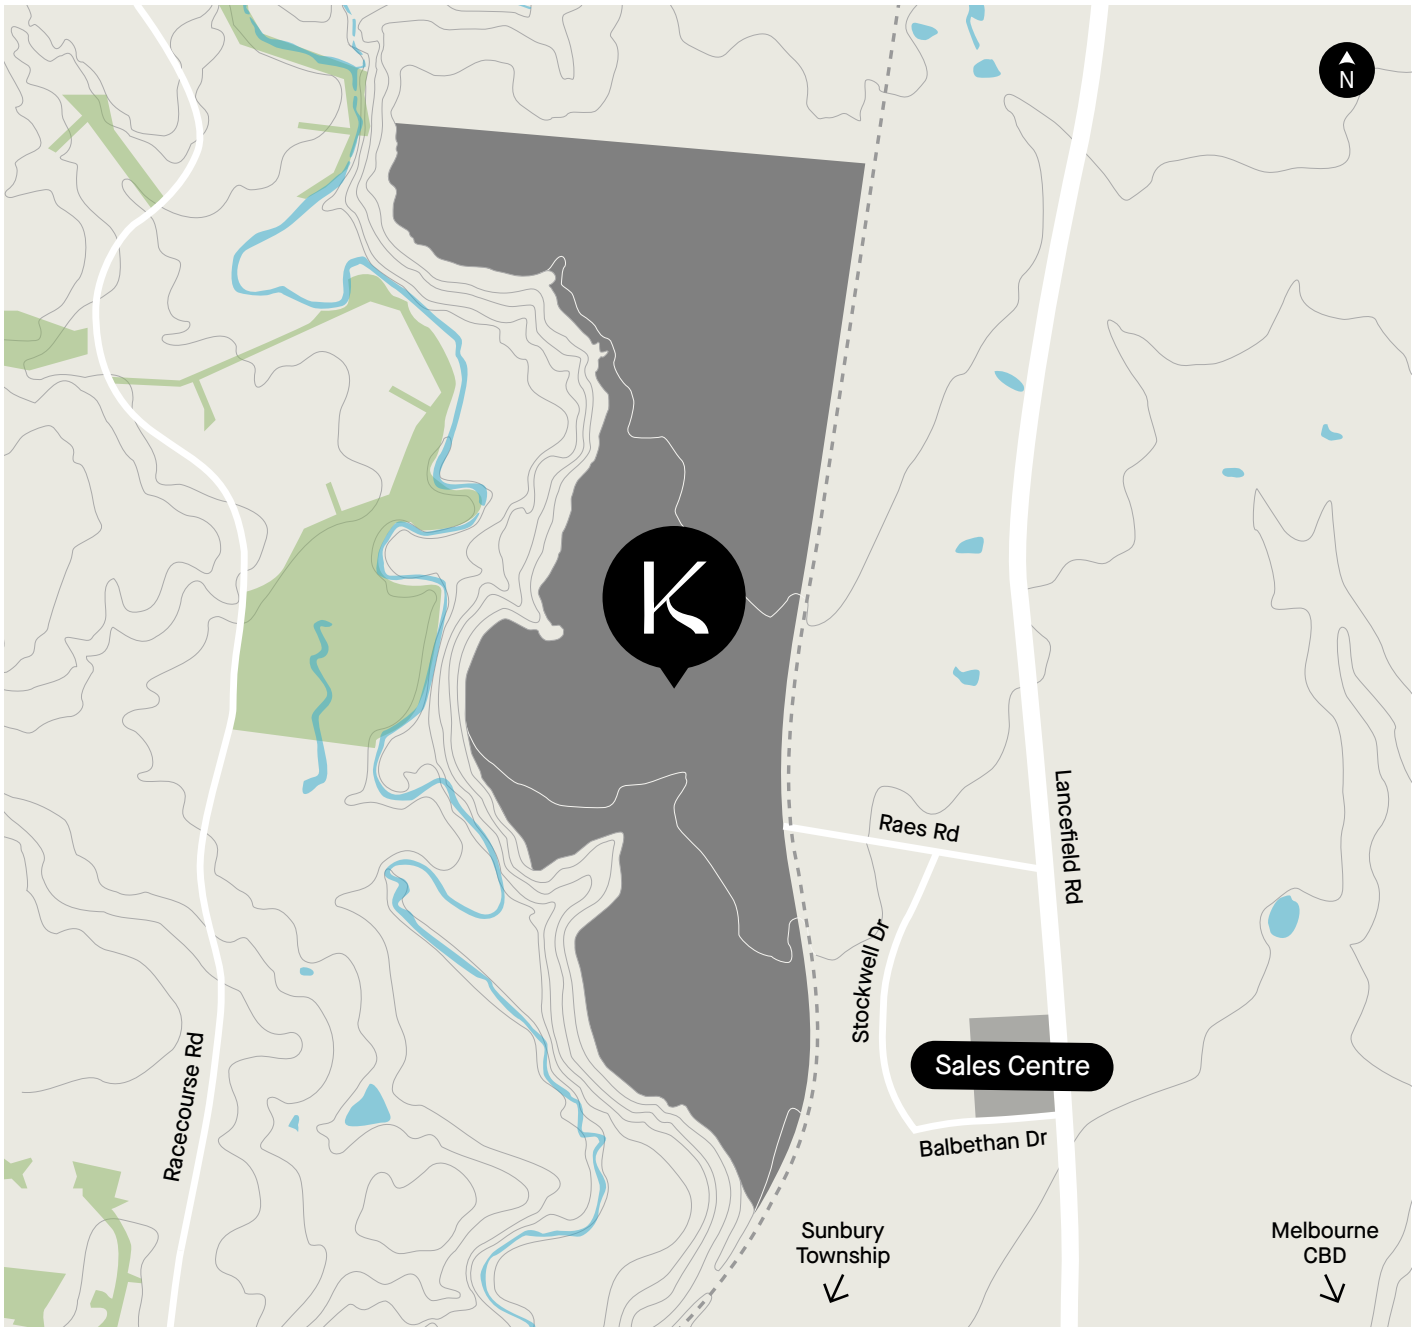 N
K
Raes Rd
Lancefield Rd
Stockwell Dr
Sales Centre
Racecourse Rd
Balbethan Dr
Sunbury
Township
Melbourne
CBD